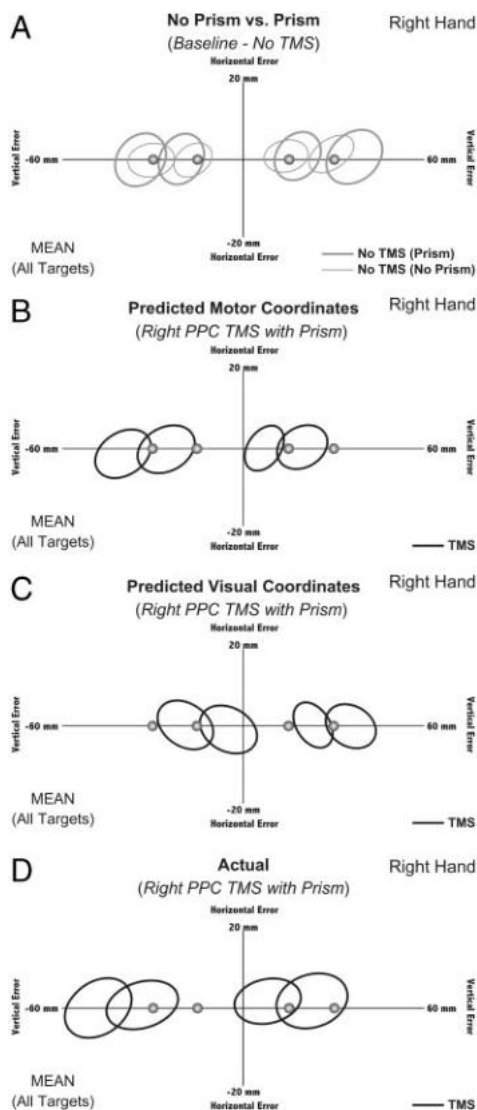 A
No Prism vs. Prism
Right Hand
(Baseline - No TMS)
Horizontal Error
20 mm
Vertical Error
-60 mm
60 mm
Vertical Error
-20 mm
Horizontal Error
MEAN
(All Targets)
No TMS (Prism)
No TMS (No Prism)
B
Predicted Motor Coordinates
Right Hand
(Right PPC TMS with Prism)
Horizontal Error
20 mm
Vertical Error
-60 mm
60 mm
Vertical Error
-20 mm
Horizontal Error
MEAN
(All Targets)
TMS
C
Predicted Visual Coordinates
Right Hand
(Right PPC TMS with Prism)
Horizontal Error
20 mm
Vertical Error
-60 mm
60 mm
Vertical Error
-20 mm
Horizontal Error
MEAN
(All Targets)
TMS
D
Actual
Right Hand
(Right PPC TMS with Prism)
Horizontal Error
20 mm
Vertical Error
-60 mm
60 mm
Vertical Error
-20 mm
Horizontal Error
MEAN
(All Targets)
TMS